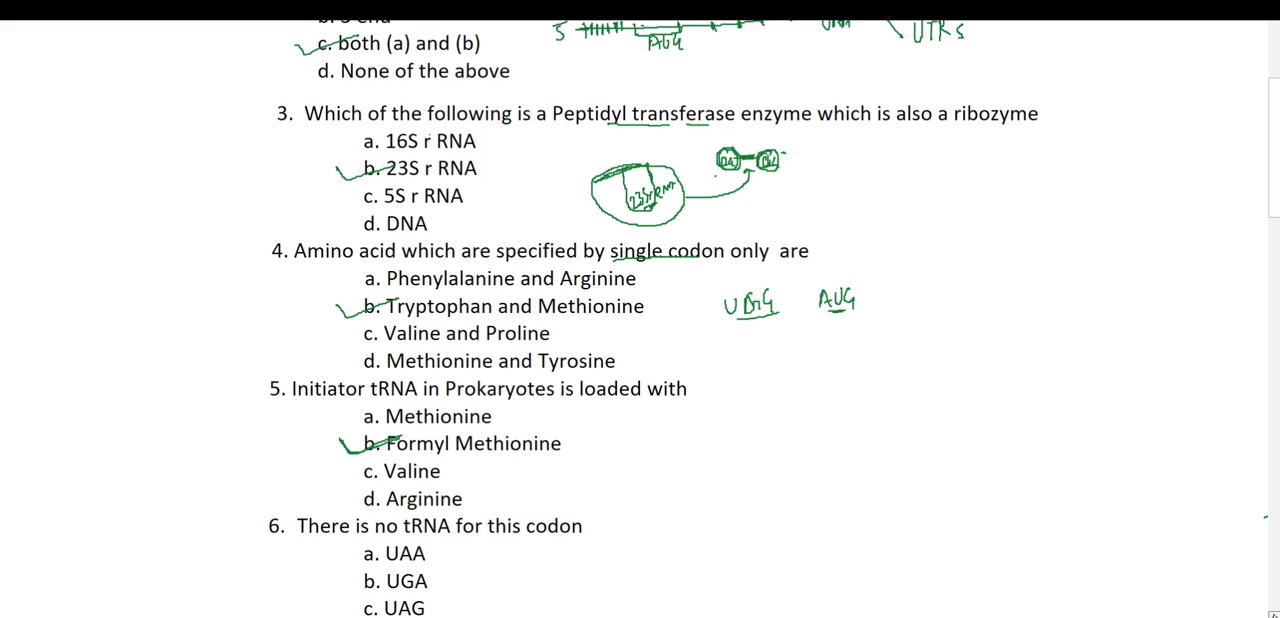 5
AUG
UTRs
c. both (a) and (b)
d. None of the above
3. Which of the following is a Peptidyl transferase enzyme which is also a ribozyme
a. 16S r RNA
b. 23S r RNA
23SrRNA
c. 5S r RNA
d. DNA
4. Amino acid which are specified by single codon only are
a. Phenylalanine and Arginine
b. Tryptophan and Methionine
UGG AUG
c. Valine and Proline
d. Methionine and Tyrosine
5. Initiator tRNA in Prokaryotes is loaded with
a. Methionine
b. Formyl Methionine
c. Valine
d. Arginine
6. There is no tRNA for this codon
a. UAA
b. UGA
c. UAG